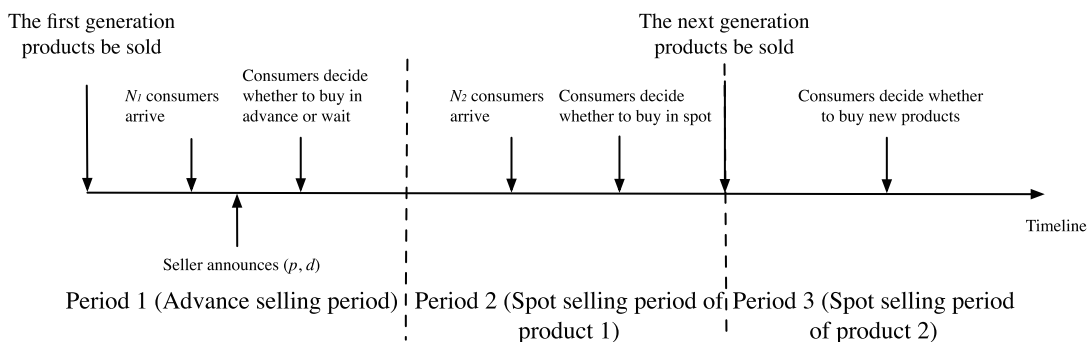 The first generation
products be sold
N1 consumers
arrive
Consumers decide
whether to buy in
advance or wait
Seller announces (p, d)
N2 consumers
arrive
Consumers decide
whether to buy in spot
The next generation
products be sold
Consumers decide whether
to buy new products
Timeline
Period 1 (Advance selling period)
Period 2 (Spot selling period of
product 1)
Period 3 (Spot selling period
of product 2)